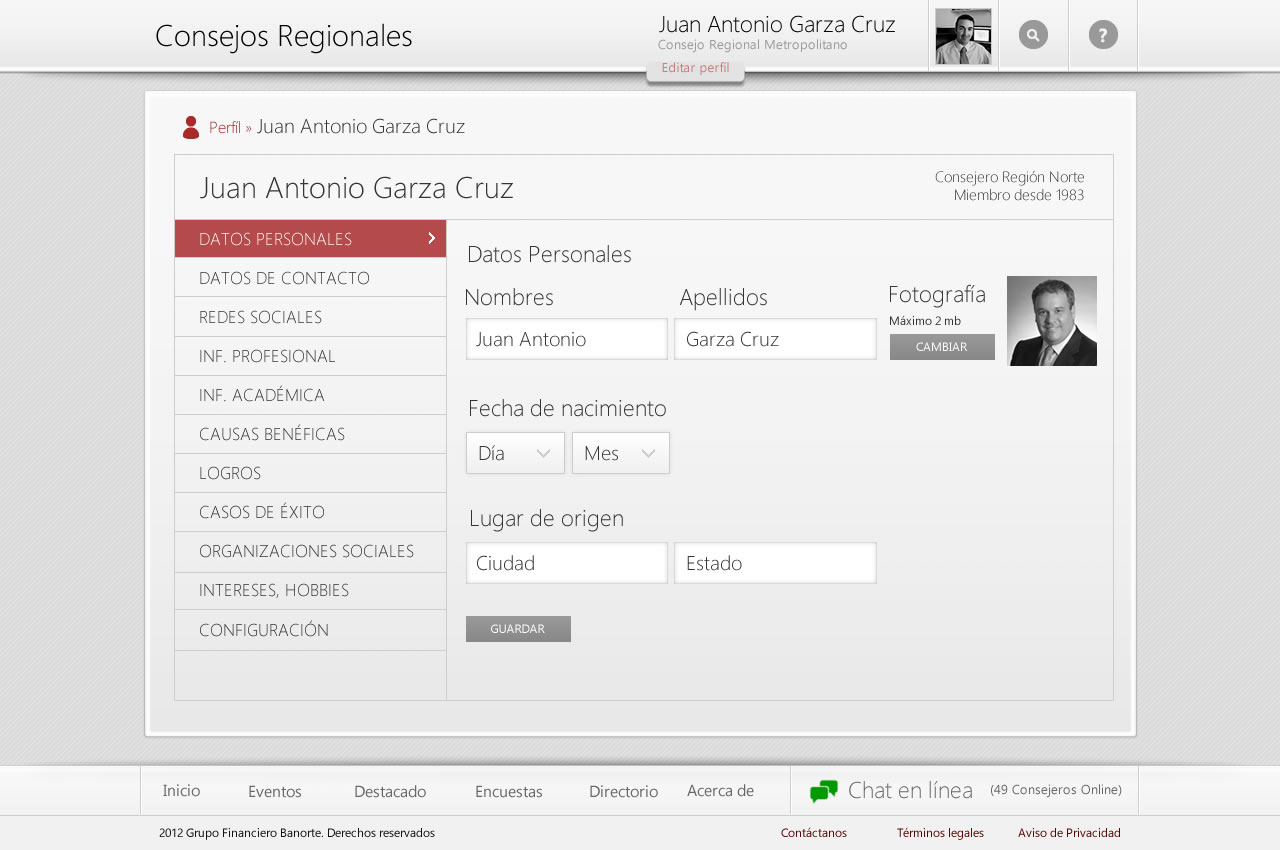 Consejos Regionales
Juan Antonio Garza Cruz
Consejo Regional Metropolitano
Editar perfil
?
Perfil » Juan Antonio Garza Cruz
Juan Antonio Garza Cruz
Consejero Región Norte
Miembro desde 1983
DATOS PERSONALES
DATOS DE CONTACTO
REDES SOCIALES
INF. PROFESIONAL
INF. ACADÉMICA
CAUSAS BENÉFICAS
LOGROS
CASOS DE ÉXITO
ORGANIZACIONES SOCIALES
INTERESES, HOBBIES
CONFIGURACIÓN
Datos Personales
Nombres Apellidos
Juan Antonio Garza Cruz
Fotografía
Máximo 2 mb
CAMBIAR
Fecha de nacimiento
Día Mes
Lugar de origen
Ciudad Estado
GUARDAR
Inicio Eventos Destacado Encuestas Directorio Acerca de Chat en línea (49 Consejeros Online)
2012 Grupo Financiero Banorte. Derechos reservados Contáctanos Términos legales Aviso de Privacidad